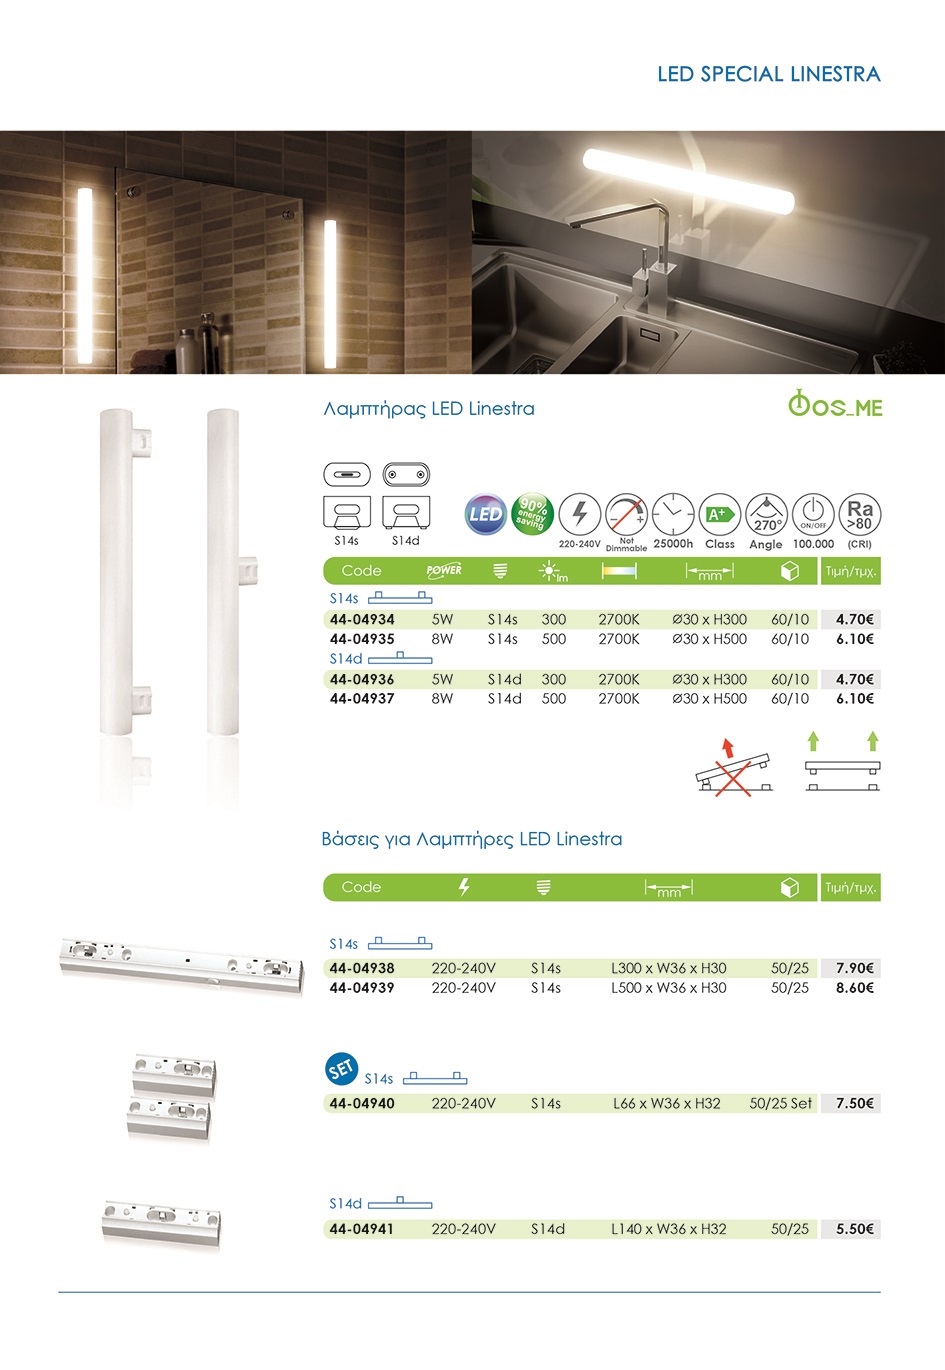 LED SPECIAL LINESTRA
Λαμπτήρας LED Linestra
ФOS_ME
S14s S14d
LED
90% energy saving
220-240V
Not Dimmable
25000h
A+ Class
270° Angle
ON/OFF 100.000
Ra >80 (CRI)
Code POWER lm mm Τιμή/τμχ.
S14s
44-04934 5W S14s 300 2700K Ø30 x H300 60/10 4.70€
44-04935 8W S14s 500 2700K Ø30 x H500 60/10 6.10€
S14d
44-04936 5W S14d 300 2700K Ø30 x H300 60/10 4.70€
44-04937 8W S14d 500 2700K Ø30 x H500 60/10 6.10€
Βάσεις για Λαμπτήρες LED Linestra
Code mm Τιμή/τμχ.
S14s
44-04938 220-240V S14s L300 x W36 x H30 50/25 7.90€
44-04939 220-240V S14s L500 x W36 x H30 50/25 8.60€
SET S14s
44-04940 220-240V S14s L66 x W36 x H32 50/25 Set 7.50€
S14d
44-04941 220-240V S14d L140 x W36 x H32 50/25 5.50€